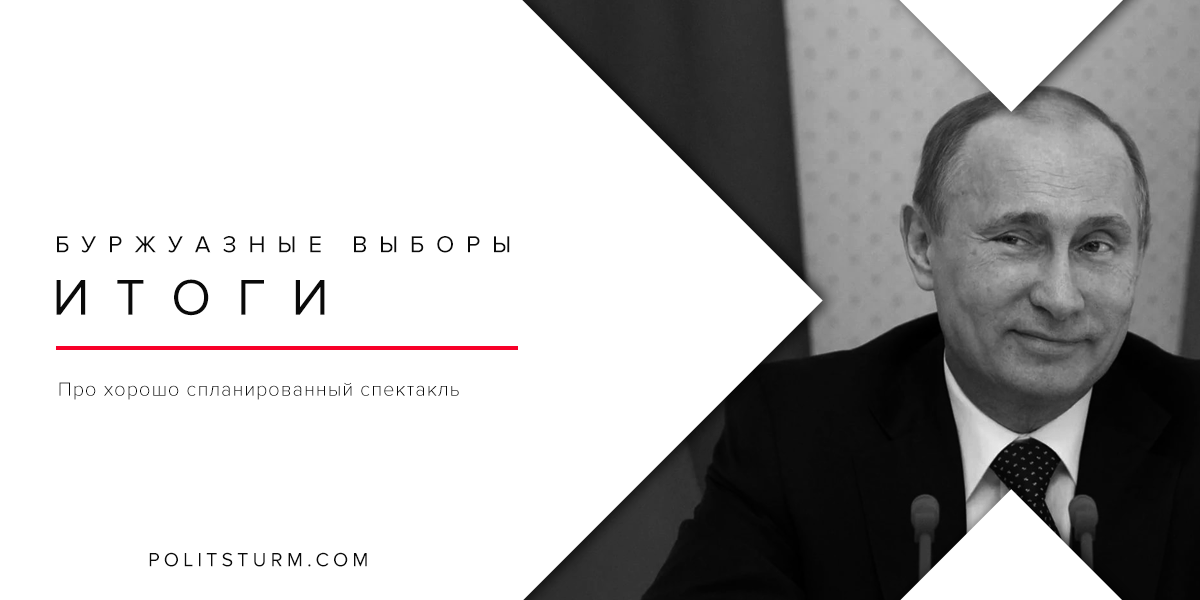 БУРЖУАЗНЫЕ ВЫБОРЫ
ИТОГИ
Про хорошо спланированный спектакль
POLITSTURM.COM